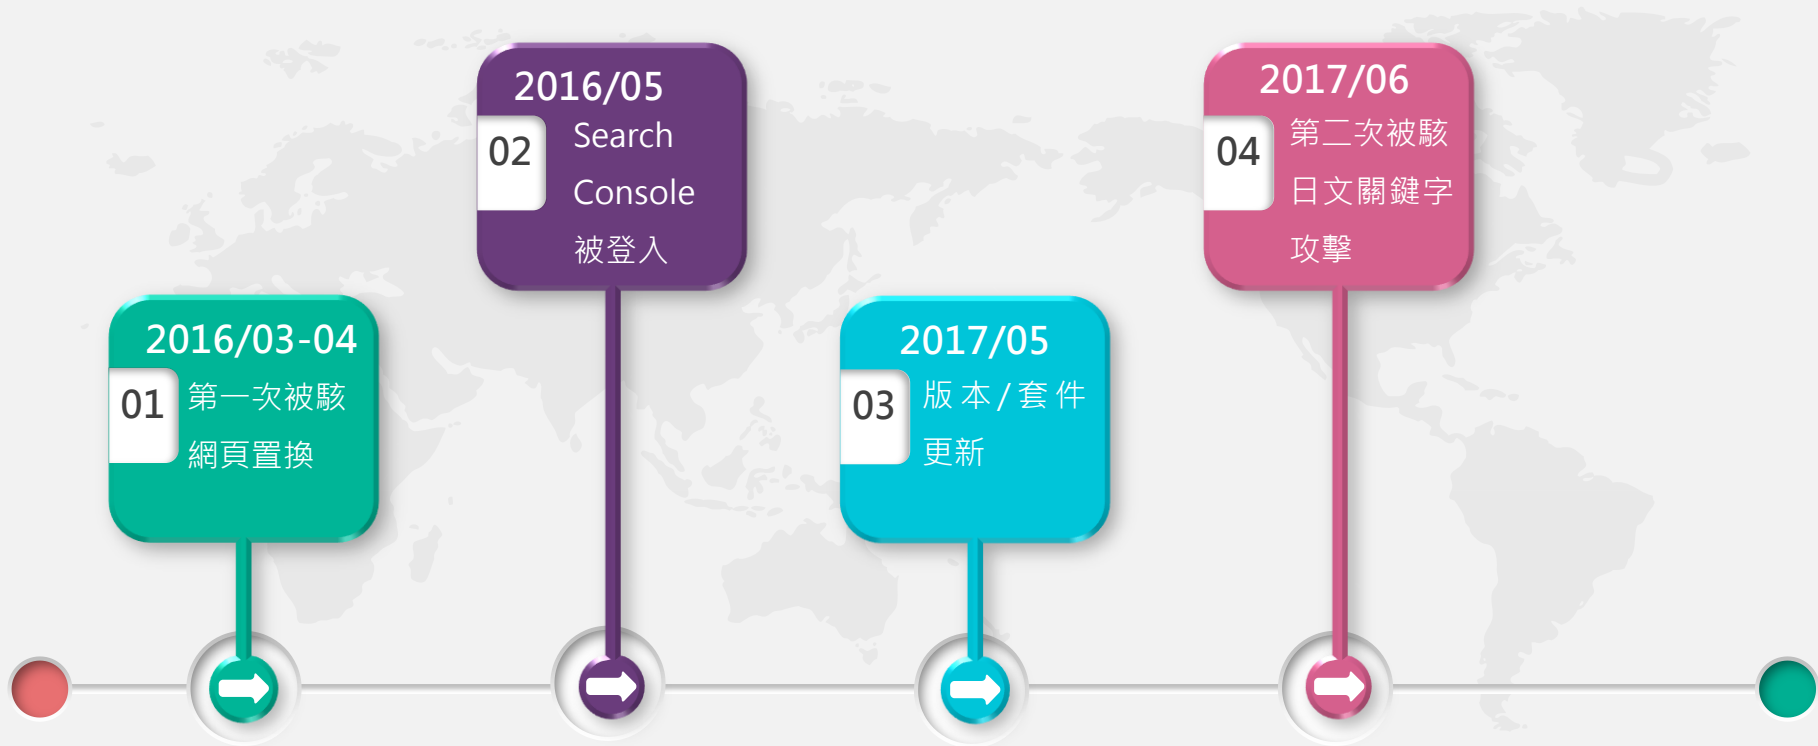 2016/03-04
01
第一次被駭
網頁置換
2016/05
02
Search
Console
被登入
2017/05
03
版本/套件
更新
2017/06
04
第二次被駭
日文關鍵字
攻擊